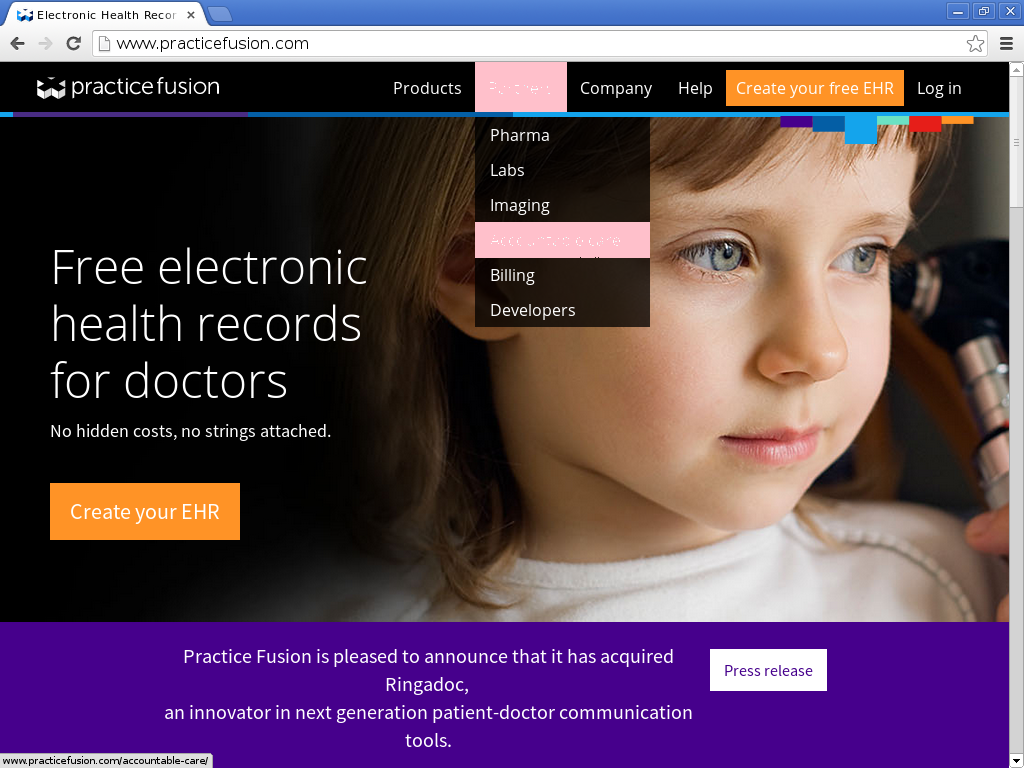 Electronic Health Recor
www.practicefusion.com
practice fusion
Products
Partners
Company
Help
Create your free EHR
Log in
Pharma
Labs
Imaging
Accountable care
Billing
Developers
Free electronic
health records
for doctors
No hidden costs, no strings attached.
Create your EHR
Practice Fusion is pleased to announce that it has acquired
Ringadoc,
an innovator in next generation patient-doctor communication
tools.
Press release
www.practicefusion.com/accountable-care/